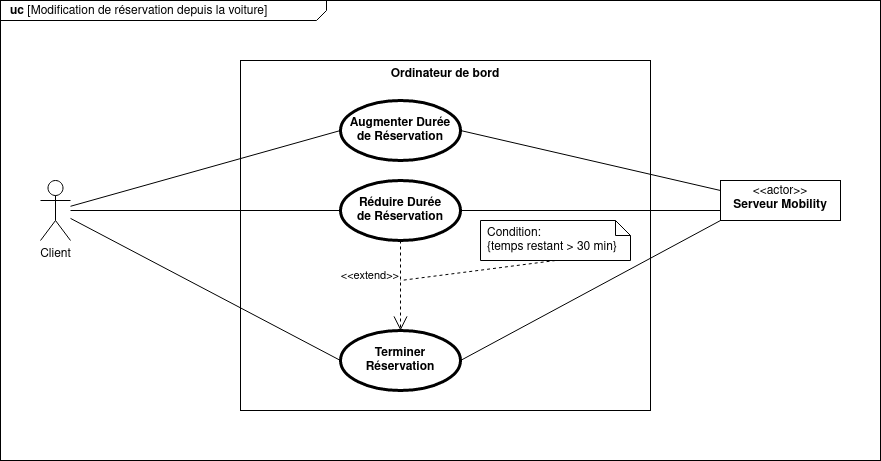 uc [Modification de réservation depuis la voiture]
Ordinateur de bord
Augmenter Durée
de Réservation
Réduire Durée
de Réservation
Condition:
{temps restant > 30 min}
<<extend>>
Terminer
Réservation
Client
<<actor>>
Serveur Mobility